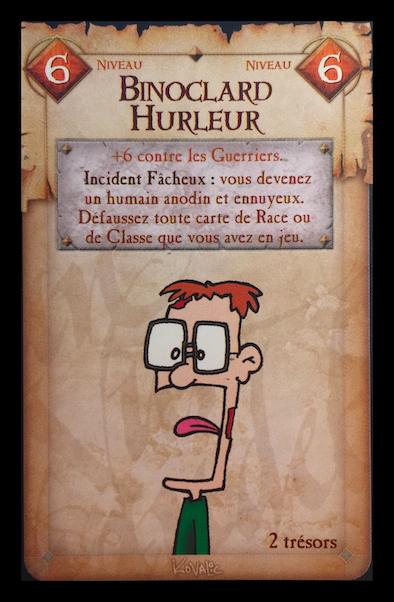 6 NIVEAU NIVEAU 6
BINOCLARD
HURLEUR
+6 contre les Guerriers.
Incident Fâcheux : vous devenez
un humain anodin et ennuyeux.
Défaussez toute carte de Race ou
de Classe que vous avez en jeu.
2 trésors
KOVALIC